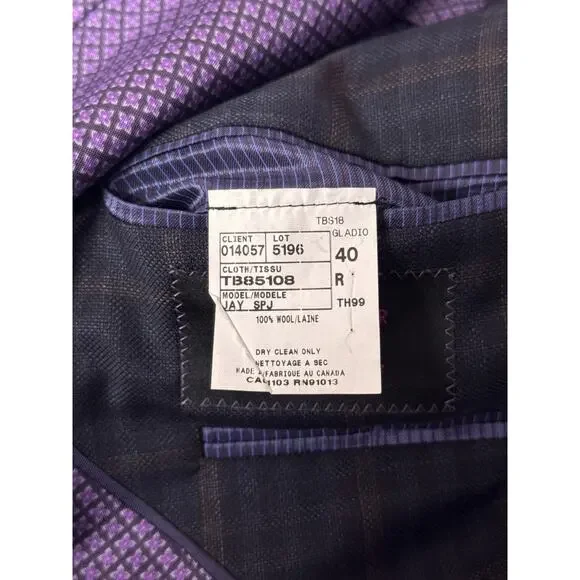 TBS18
GLADIO
CLIENT LOT
014057 5196 40
CLOTH/TISSU
TB85108 R
MODEL/MODELE
JAY SPJ TH99
100% WOOL/LAINE
DRY CLEAN ONLY
NETTOYAGE A SEC
MADE FABRIQUE AU CANADA
RN91013
R